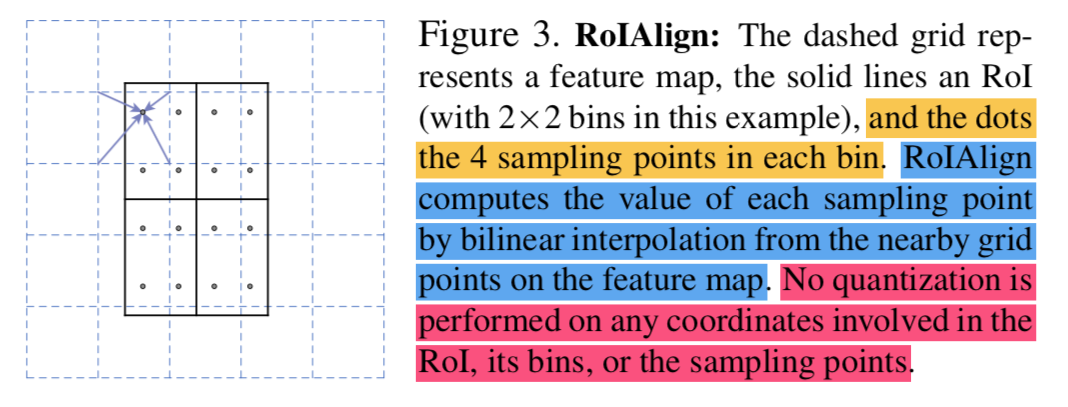 Figure 3. RoIAlign: The dashed grid rep-
resents a feature map, the solid lines an RoI
(with 2×2 bins in this example), and the dots
the 4 sampling points in each bin. RoIAlign
computes the value of each sampling point
by bilinear interpolation from the nearby grid
points on the feature map. No quantization is
performed on any coordinates involved in the
RoI, its bins, or the sampling points.